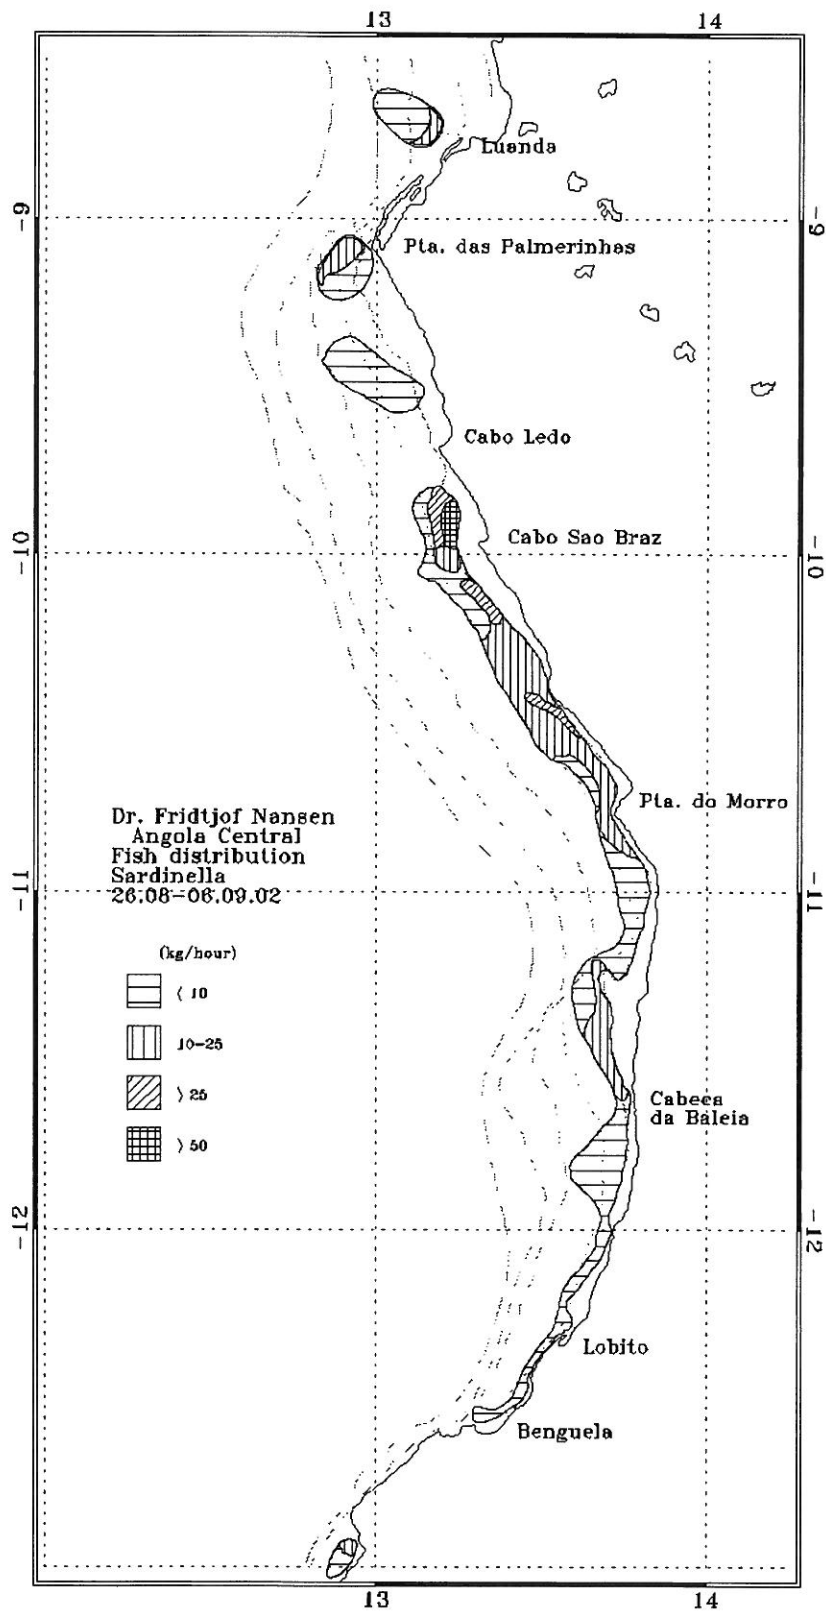 13 14
Luanda
-9 -9
Pta. das Palmerinhas
Cabo Ledo
Cabo Sao Braz
-10 -10
Pta. do Morro
Dr. Fridtjof Nansen
Angola Central
Fish distribution
Sardinella
26.08-06.09.02
-11 -11
(kg/hour)
< 10
10-25
> 25
> 50
Cabeca
da Baleia
-12 -12
Lobito
Benguela
13 14